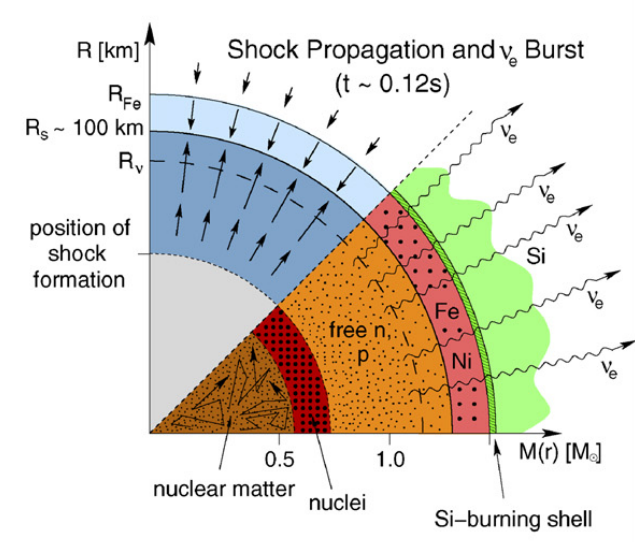 R [km]
Shock Propagation and νe Burst
(t ~ 0.12s)
RFe
Rs ~ 100 km
Rν
νe
νe
νe
position of
shock
formation
Si
νe
free n,
p
Fe
Ni
νe
0.5
1.0
M(r) [M☉]
nuclear matter
nuclei
Si–burning shell